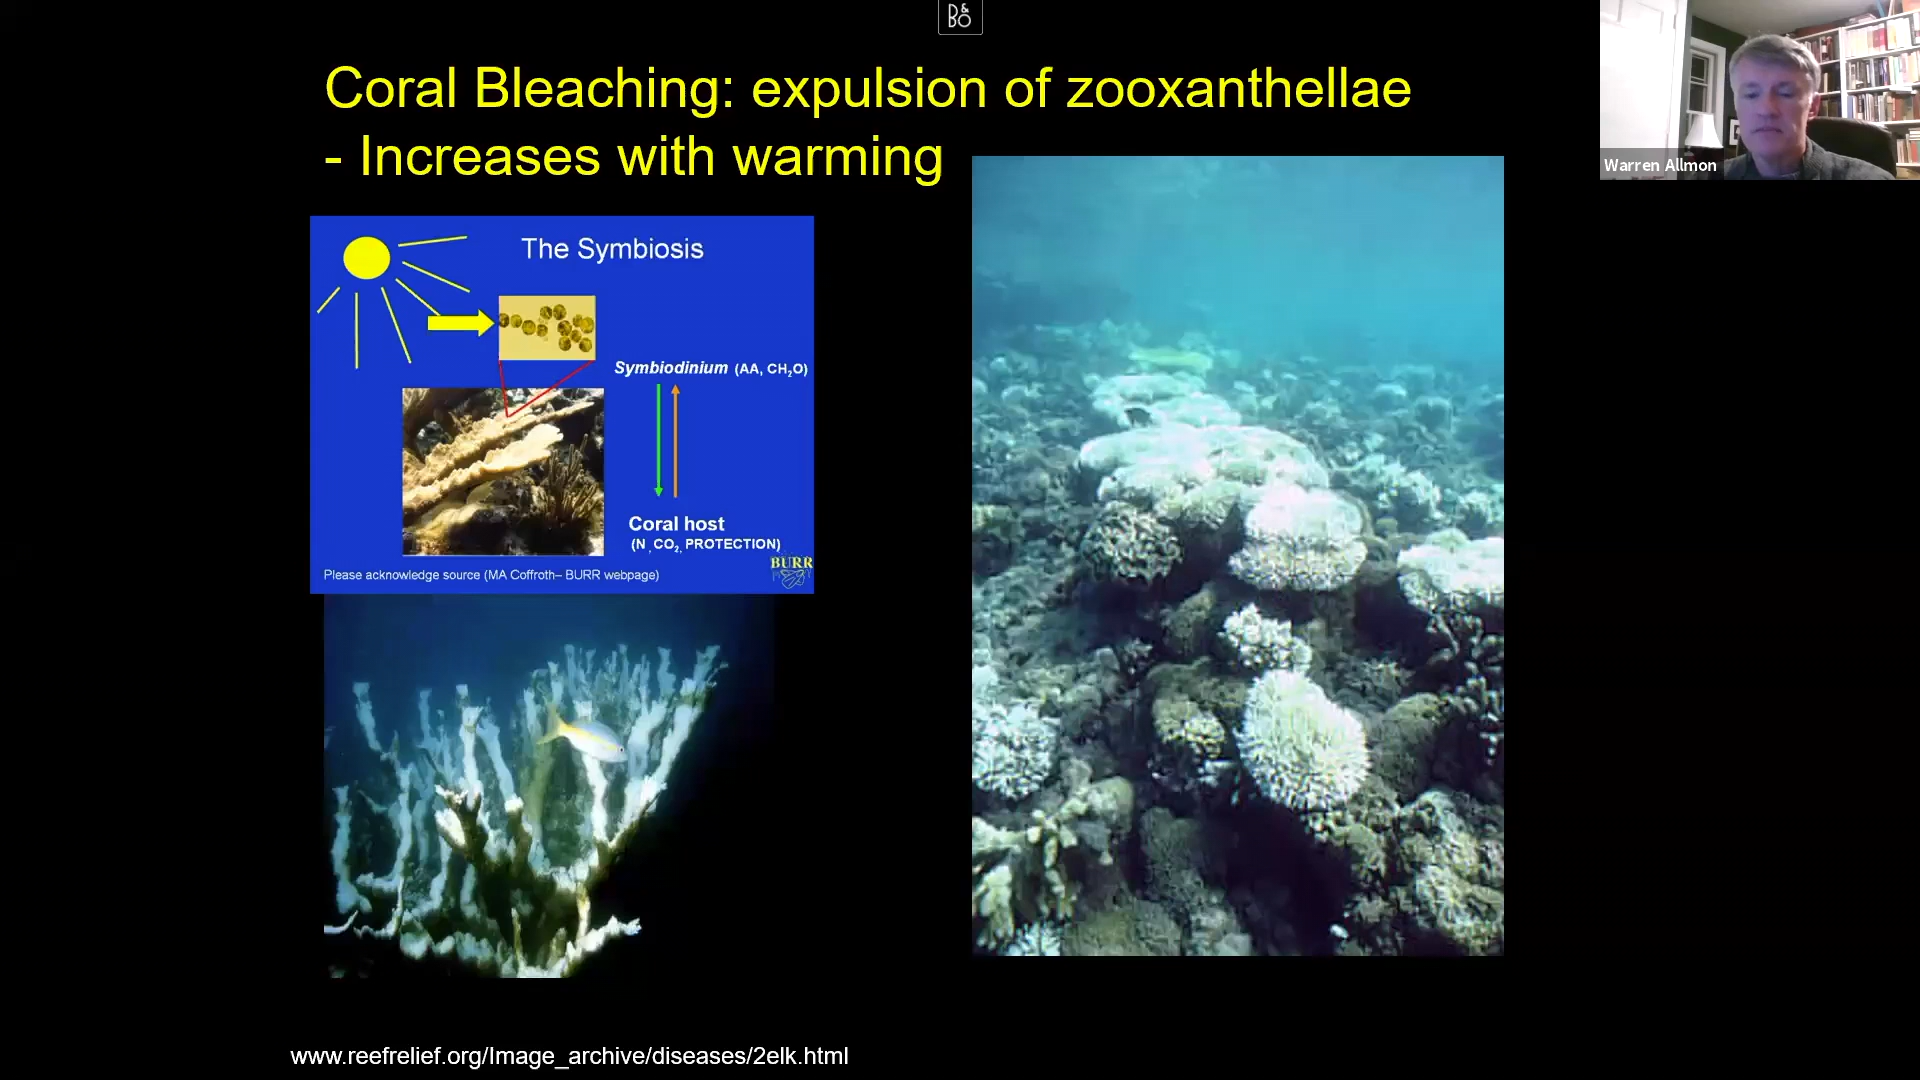 B&O
Coral Bleaching: expulsion of zooxanthellae
- Increases with warming
Warren Allmon
The Symbiosis
Symbiodinium (AA, CH₂O)
Coral host
(N, CO₂, PROTECTION)
BURR
Please acknowledge source (MA Coffroth– BURR webpage)
www.reefrelief.org/Image_archive/diseases/2elk.html